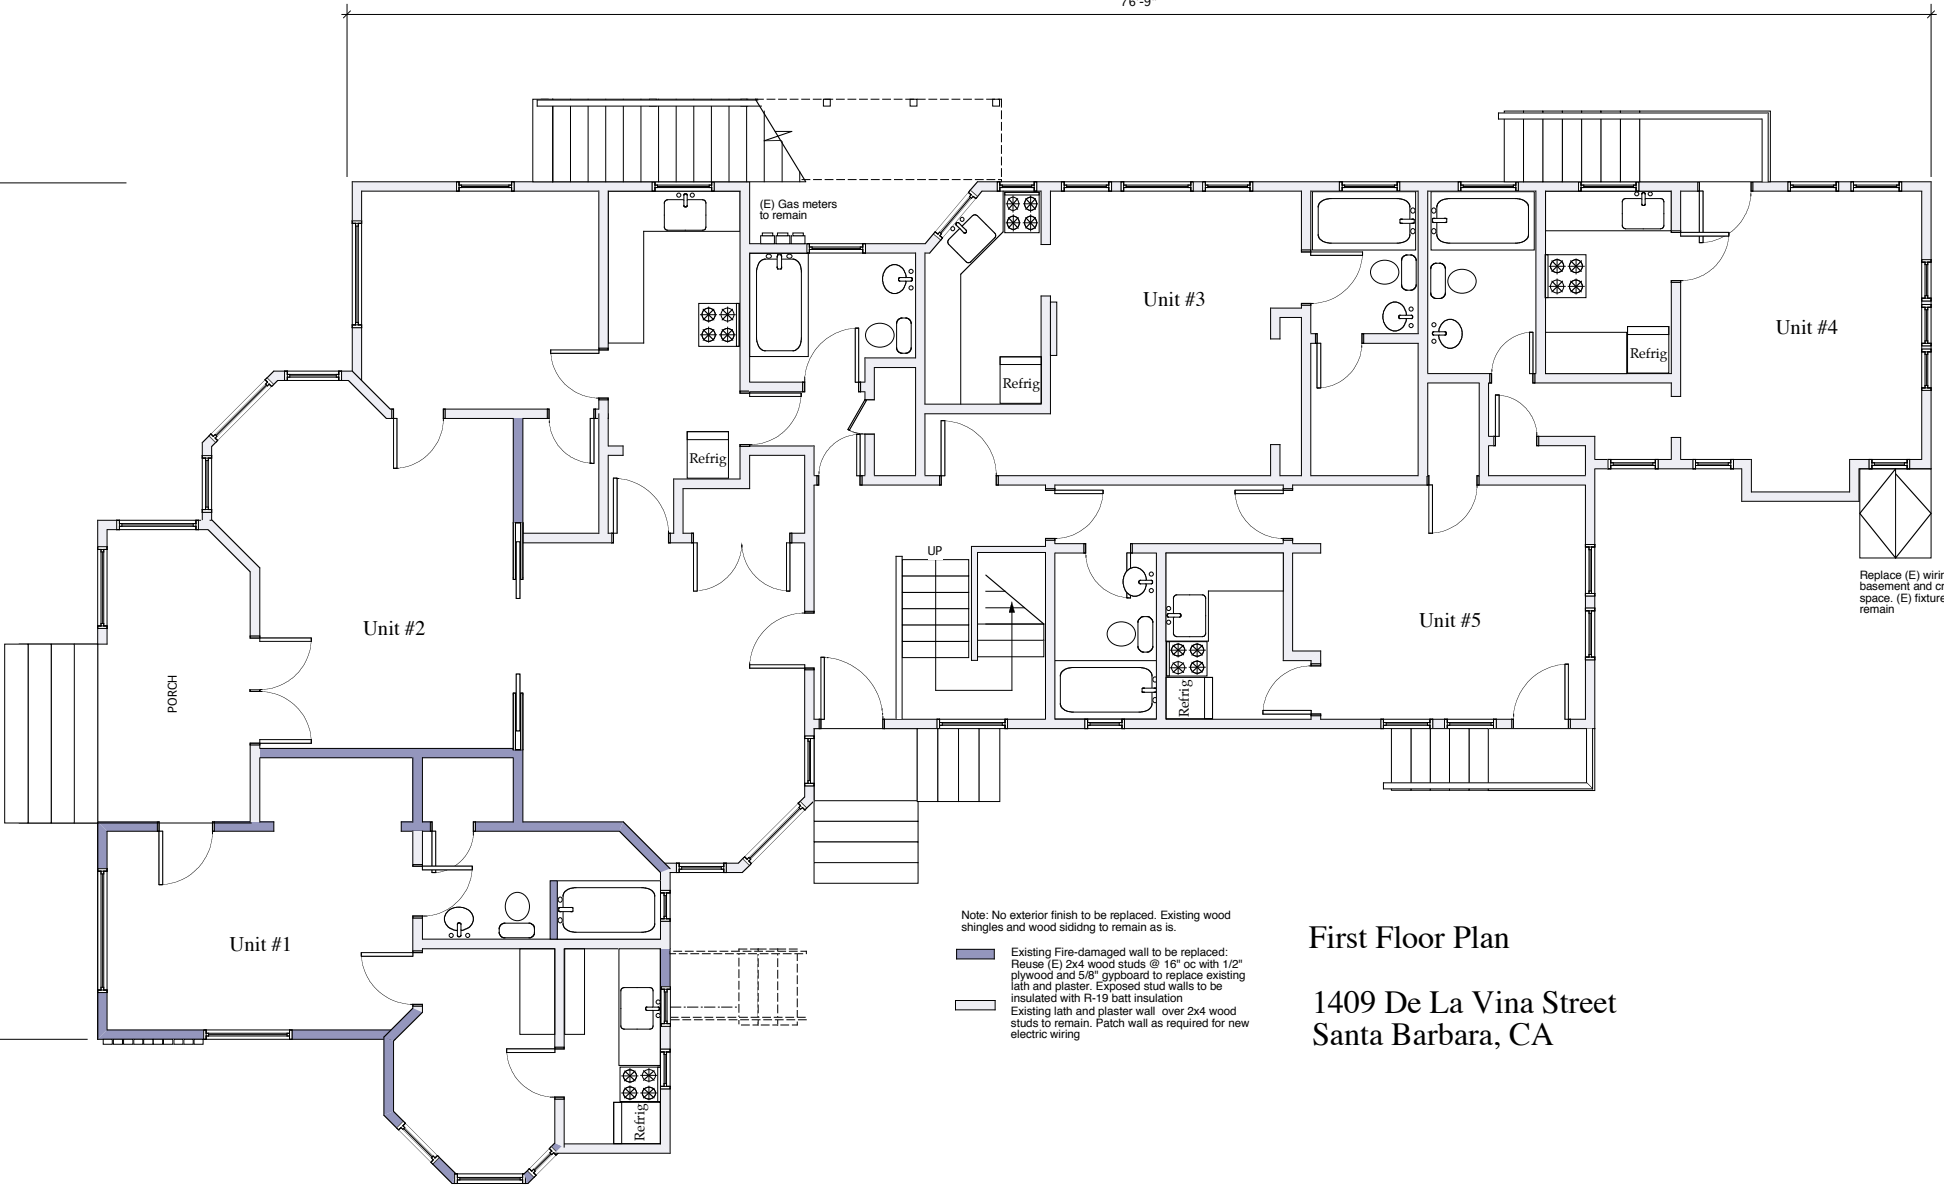 76'-9"
(E) Gas meters
to remain
Unit #3
Unit #4
Refrig
Refrig
Refrig
UP
Replace (E) wirin
basement and cr
space. (E) fixture
remain
Unit #2
Unit #5
PORCH
Refrig
Unit #1
Refrig
Note: No exterior finish to be replaced. Existing wood
shingles and wood sididng to remain as is.
Existing Fire-damaged wall to be replaced:
Reuse (E) 2x4 wood studs @ 16" oc with 1/2"
plywood and 5/8" gypboard to replace existing
lath and plaster. Exposed stud walls to be
insulated with R-19 batt insulation
Existing lath and plaster wall over 2x4 wood
studs to remain. Patch wall as required for new
electric wiring
First Floor Plan
1409 De La Vina Street
Santa Barbara, CA